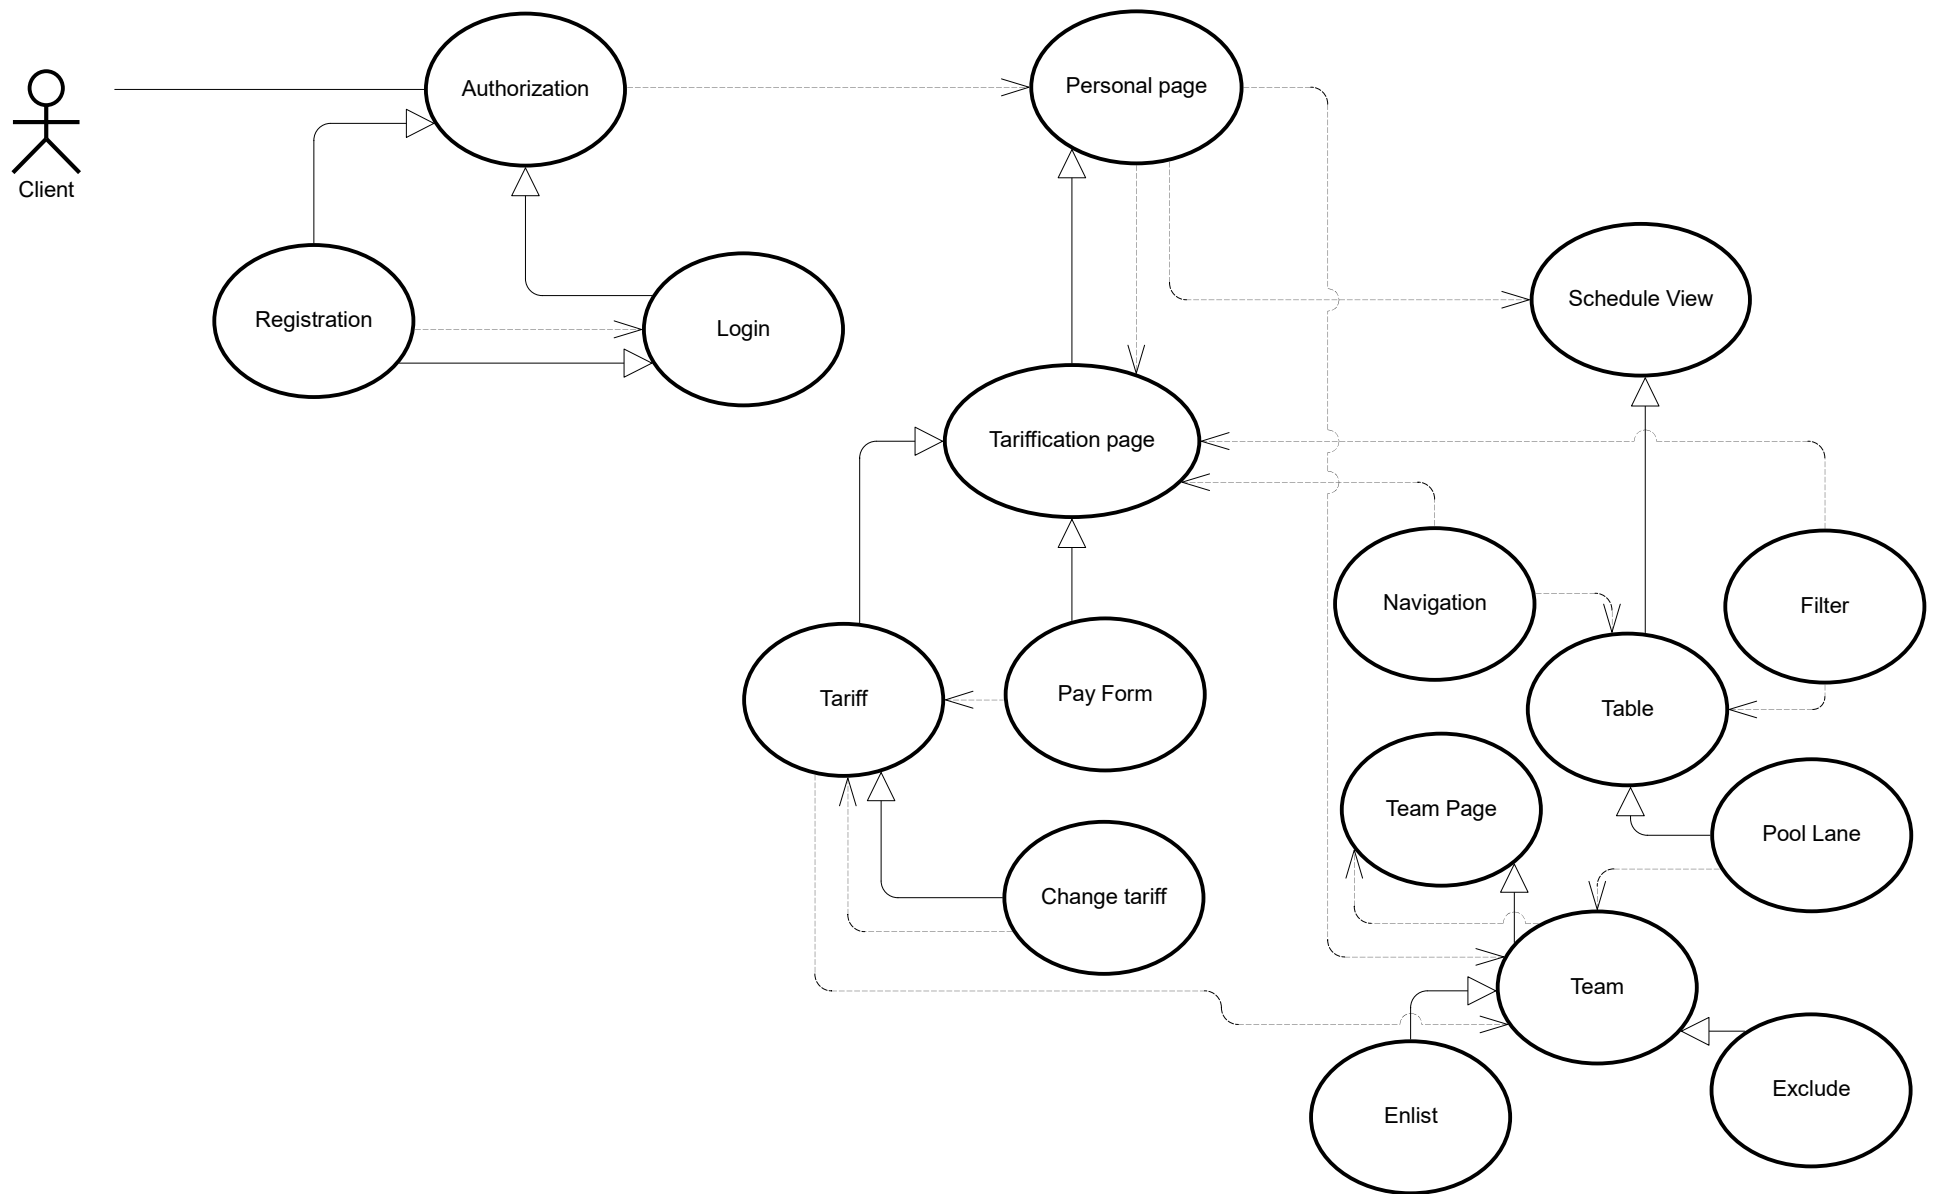 Authorization
Personal page
Client
Schedule View
Registration
Login
Tariffication page
Navigation
Filter
Tariff
Pay Form
Table
Team Page
Pool Lane
Change tariff
Team
Exclude
Enlist